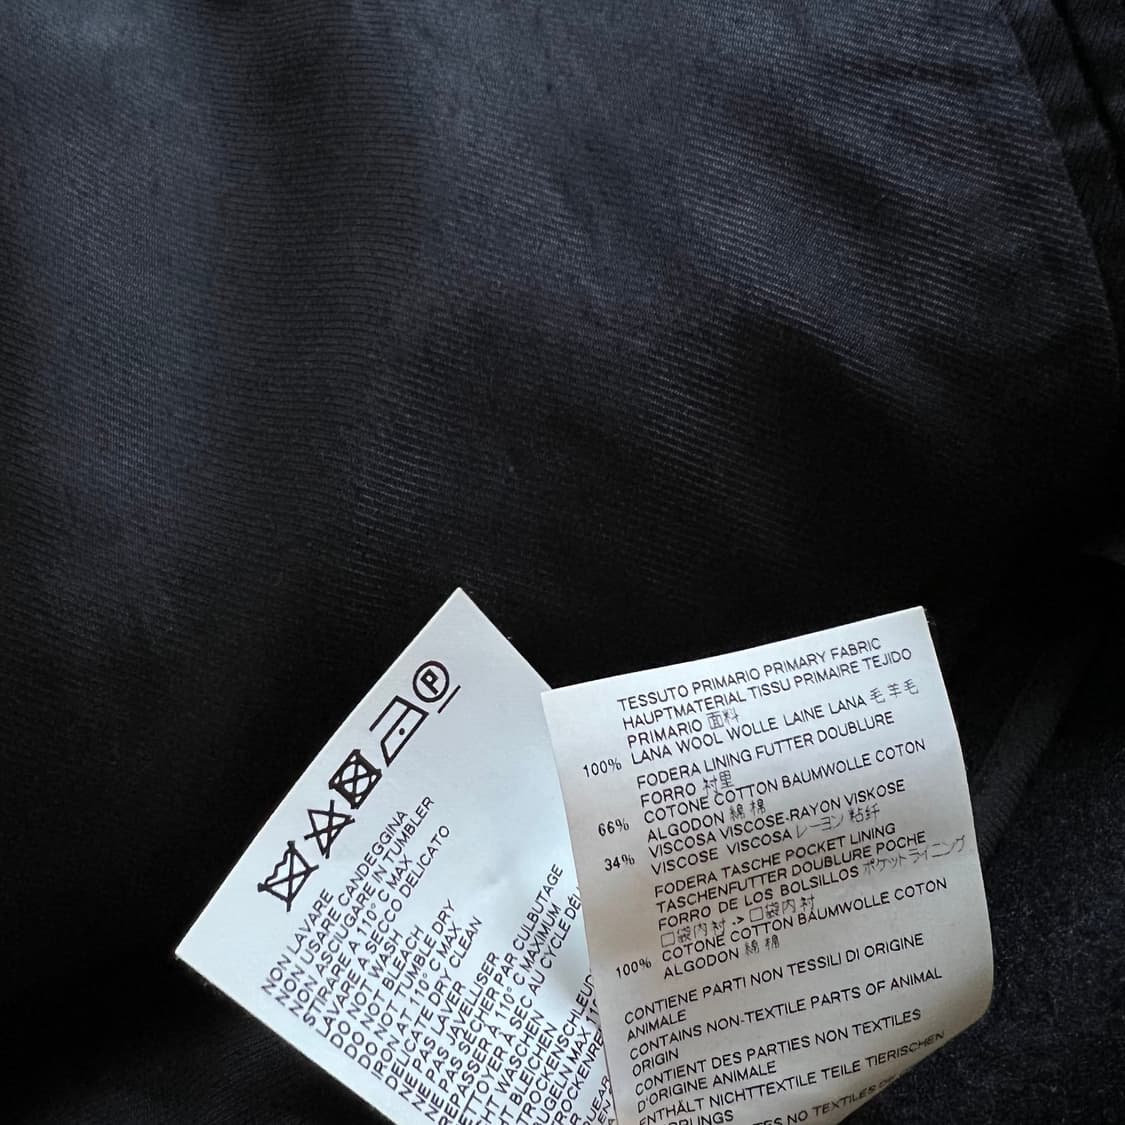 P
NON LAVARE
NON USARE CANDEGGINA
NON ASCIUGARE IN TUMBLER
STIRARE A 110° C MAX
LAVARE A SECCO DELICATO
DO NOT WASH
DO NOT BLEACH
DO NOT TUMBLE DRY
IRON AT 110° C MAX
DELICATE DRY CLEAN
NE PAS LAVER
NE PAS JAVELLISER
NE PAS SECHER PAR CULBUTAGE
REPASSER A 110° C MAXIMUM
NETTOYER A SEC AU CYCLE
WASCHEN
BLEICHEN
TESSUTO PRIMARIO PRIMARY FABRIC
HAUPTMATERIAL TISSU PRIMAIRE TEJIDO
PRIMARIO 面料
100% LANA WOOL WOLLE LAINE LANA 毛 羊毛
FODERA LINING FUTTER DOUBLURE
FORRO 衬里
66% COTONE COTTON BAUMWOLLE COTON
ALGODON 綿 棉
34% VISCOSA VISCOSE-RAYON VISKOSE
VISCOSE VISCOSA レーヨン 粘纤
FODERA TASCHE POCKET LINING
TASCHENFUTTER DOUBLURE POCHE
FORRO DE LOS BOLSILLOS ポケットライニング
口袋内衬 -> 口袋内衬
100% COTONE COTTON BAUMWOLLE COTON
ALGODON 綿 棉
CONTIENE PARTI NON TESSILI DI ORIGINE
ANIMALE
CONTAINS NON-TEXTILE PARTS OF ANIMAL
ORIGIN
CONTIENT DES PARTIES NON TEXTILES
D'ORIGINE ANIMALE
ENTHÄLT NICHTTEXTILE TEILE TIERISCHEN
NO TEXTILES